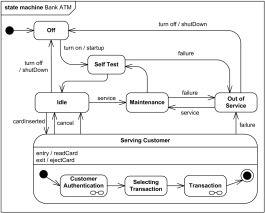 state machine Bank ATM
Off
turn off / shutDown
turn on / startup
failure
turn off
/ shutDown
Self Test
Idle
service
Maintenance
failure
service
Out of
Service
cardInserted
cancel
failure
Serving Customer
entry / readCard
exit / ejectCard
Customer
Authentication
Selecting
Transaction
Transaction